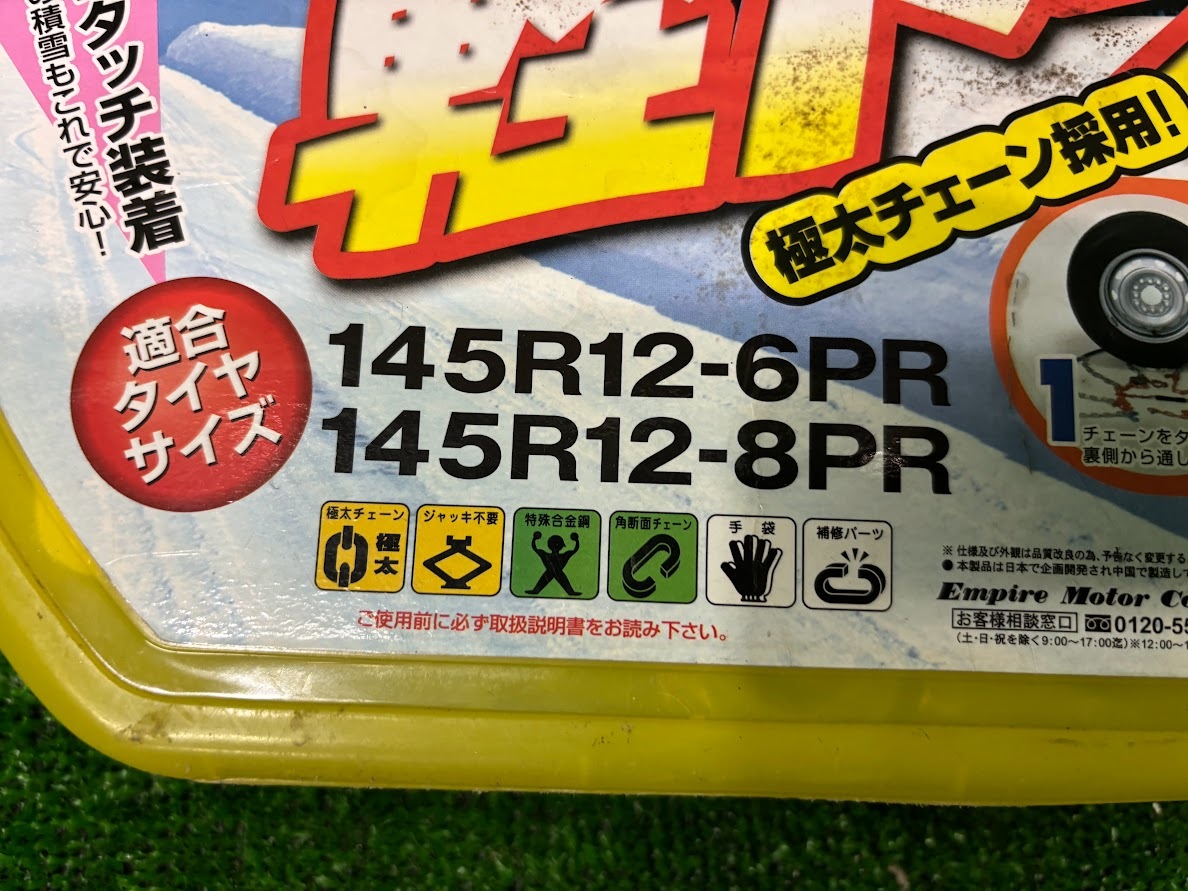 タッチ装着
の積雪もこれで安心!
軽ト
極太チェーン採用!
適合
タイヤ
サイズ
145R12-6PR
145R12-8PR
1
チェーンをタ
裏側から通し
極太チェーン
極太
ジャッキ不要
特殊合金鋼
角断面チェーン
手袋
補修パーツ
※ 仕様及び外観は品質改良の為、予告なく変更する
● 本製品は日本で企画開発され中国で製造して
Empire Motor Co
お客様相談窓口 0120-55
(土・日・祝を除く9:00〜17:00迄)※12:00〜1
ご使用前に必ず取扱説明書をお読み下さい。